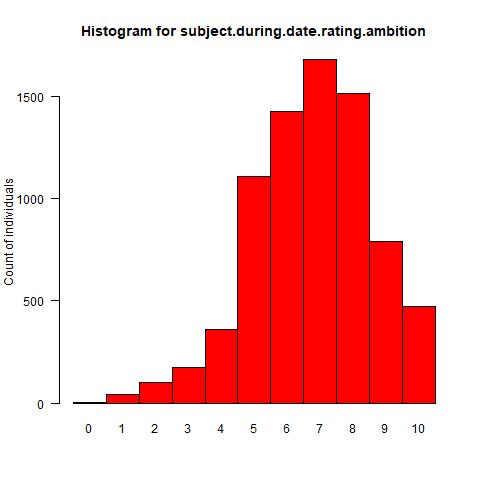 Histogram for subject.during.date.rating.ambition
Count of individuals
1500
1000
500
0
0 1 2 3 4 5 6 7 8 9 10